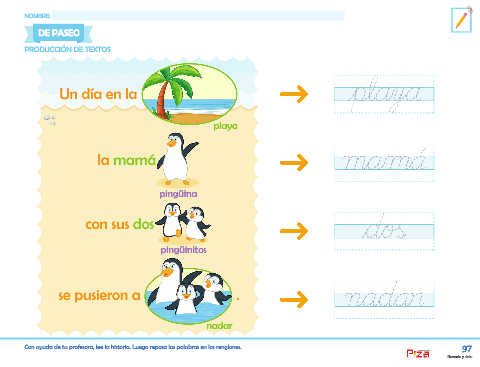 NOMBRE
DE PASEO
PRODUCCIÓN DE TEXTOS
Un día en la
playa
playa
la mamá
mamá
pingüina
con sus dos
dos
pingüinitos
se pusieron a .
nadar
nadar
Con ayuda de tu profesora, lee la historia. Luego repasa las palabras en los renglones.
97